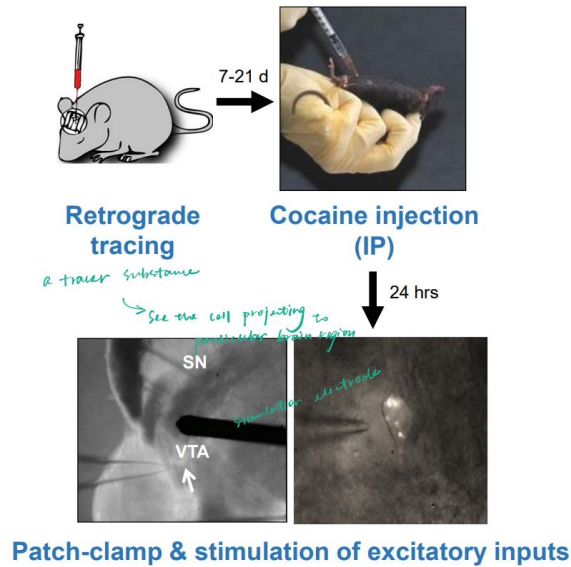 7-21 d
Retrograde
tracing
Cocaine injection
(IP)
a tracer substance
24 hrs
See the cell projecting to
particular brain region
SN
stimulation electrode
VTA
Patch-clamp & stimulation of excitatory inputs